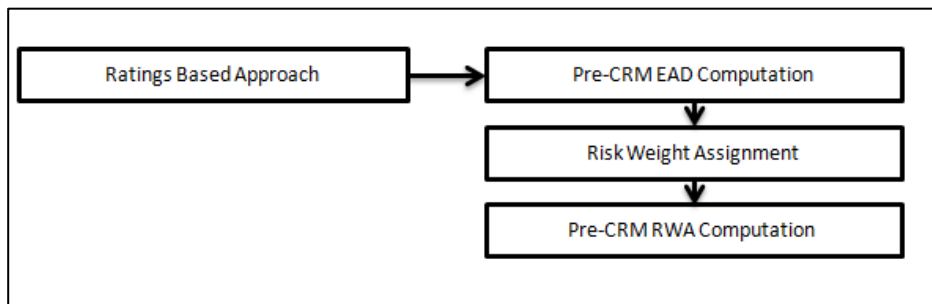 Ratings Based Approach
Pre-CRM EAD Computation
Risk Weight Assignment
Pre-CRM RWA Computation